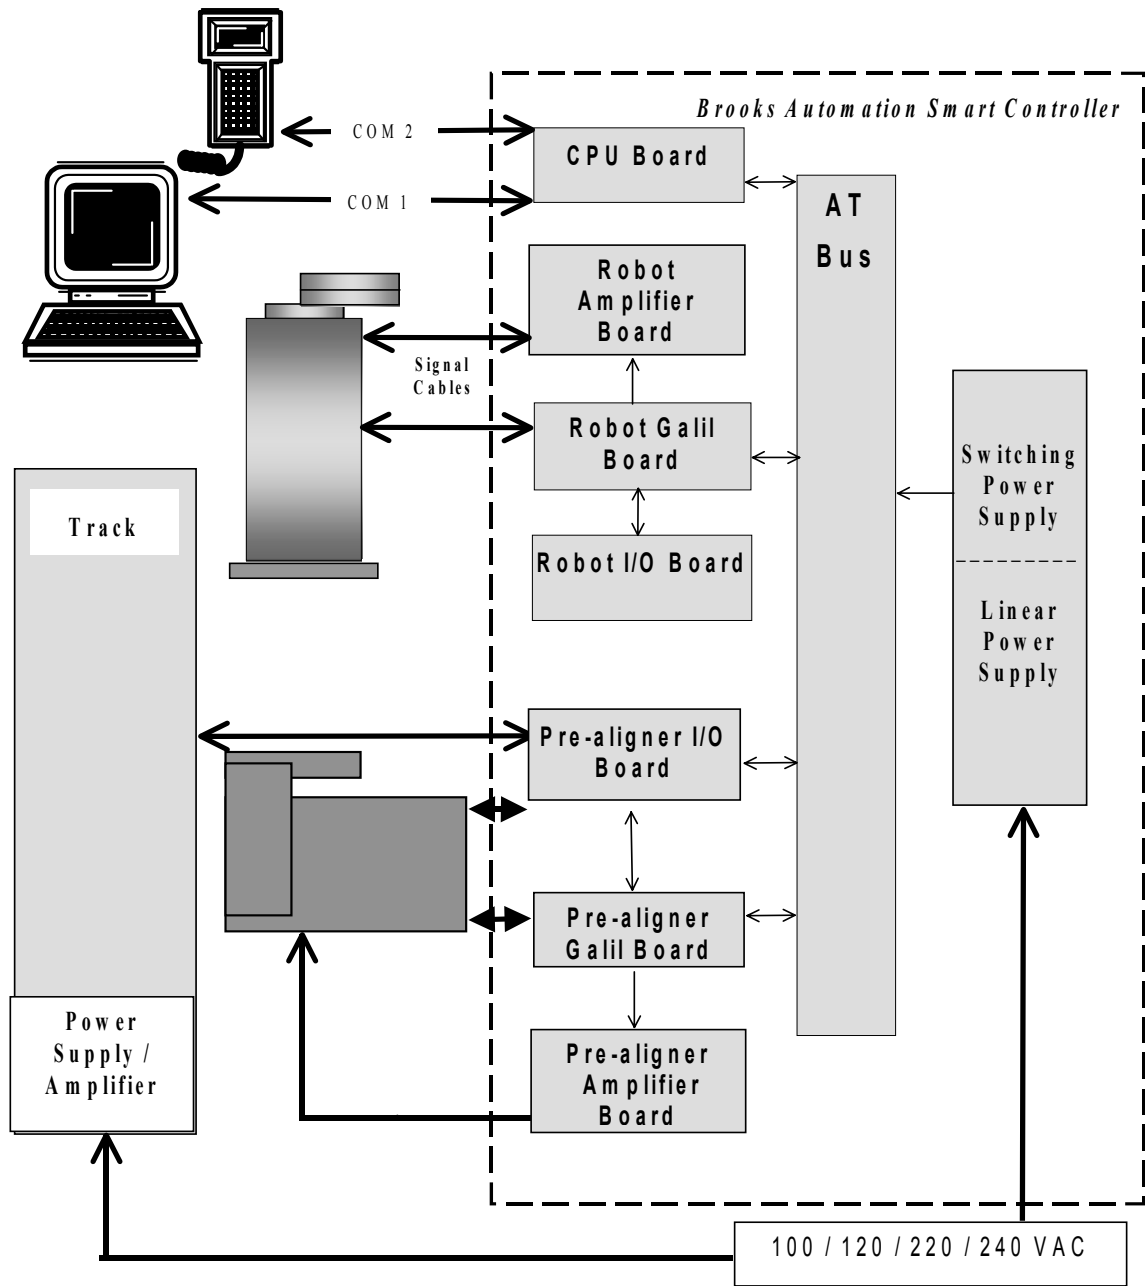 Brooks Automation Smart Controller
COM 2
CPU Board
COM 1
AT
Bus
Robot
Amplifier
Board
Signal
Cables
Robot Galil
Board
Switching
Power
Supply
Track
Robot I/O Board
Linear
Power
Supply
Pre-aligner I/O
Board
Pre-aligner
Galil Board
Power
Supply /
Amplifier
Pre-aligner
Amplifier
Board
100 / 120 / 220 / 240 VAC